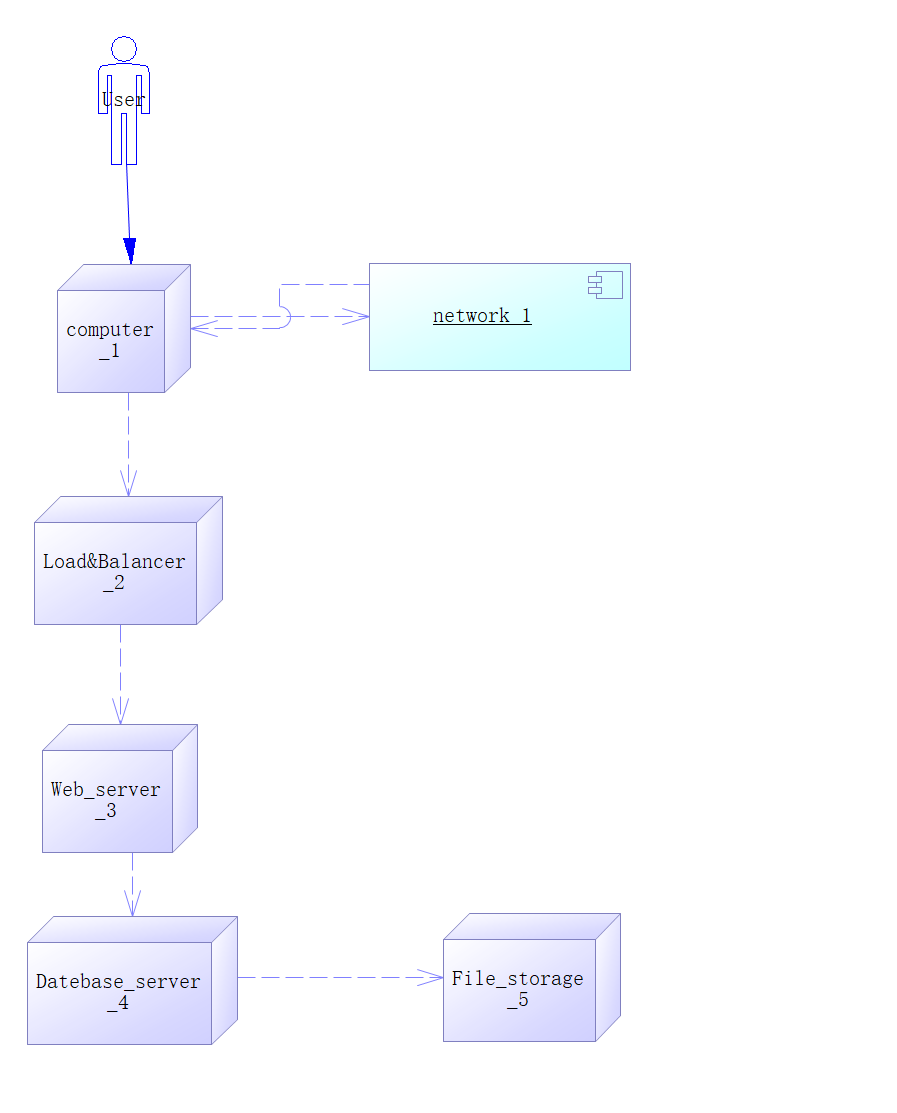 User
computer
_1
network_1
Load&Balancer
_2
Web_server
_3
Datebase_server
_4
File_storage
_5